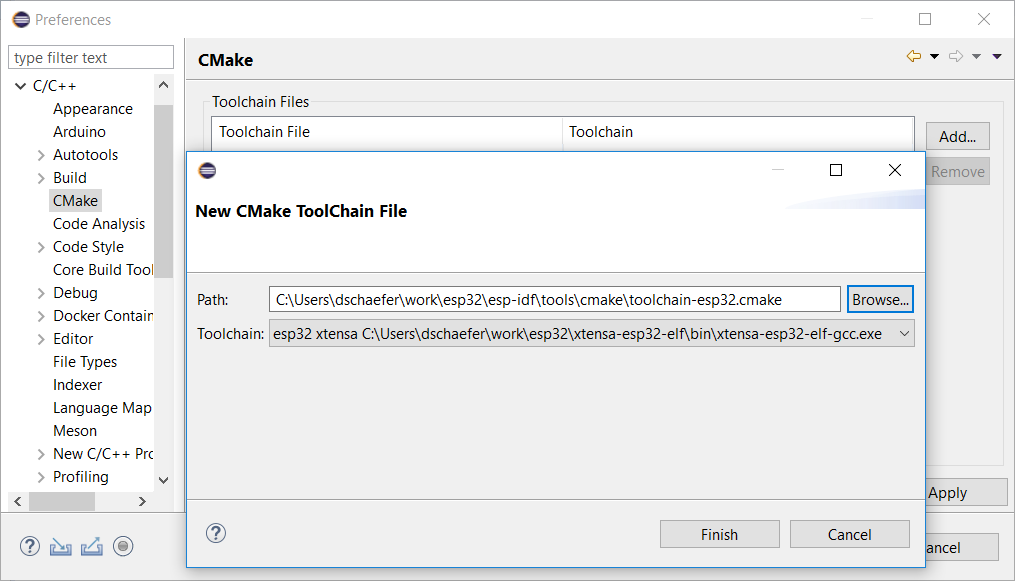 Preferences
type filter text
CMake
C/C++
Appearance
Arduino
Autotools
Build
CMake
Code Analysis
Code Style
Core Build Tool
Debug
Docker Contain
Editor
File Types
Indexer
Language Map
Meson
New C/C++ Pro
Profiling
Toolchain Files
Toolchain File
Toolchain
Add...
Remove
New CMake ToolChain File
Path:
C:\Users\dschaefer\work\esp32\esp-idf\tools\cmake\toolchain-esp32.cmake
Browse...
Toolchain:
esp32 xtensa C:\Users\dschaefer\work\esp32\xtensa-esp32-elf\bin\xtensa-esp32-elf-gcc.exe
Finish
Cancel
Apply
ancel